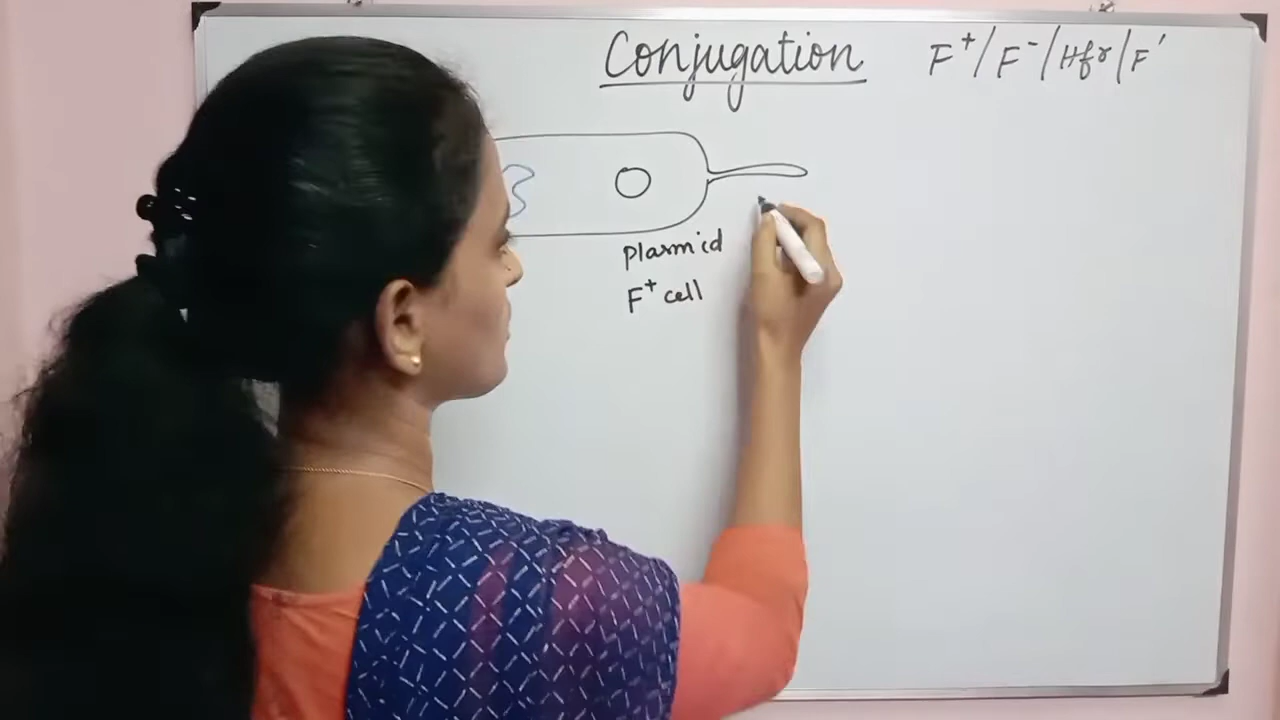 Conjugation F⁺/F⁻/Hfr/F'
Plasmid
F⁺ cell